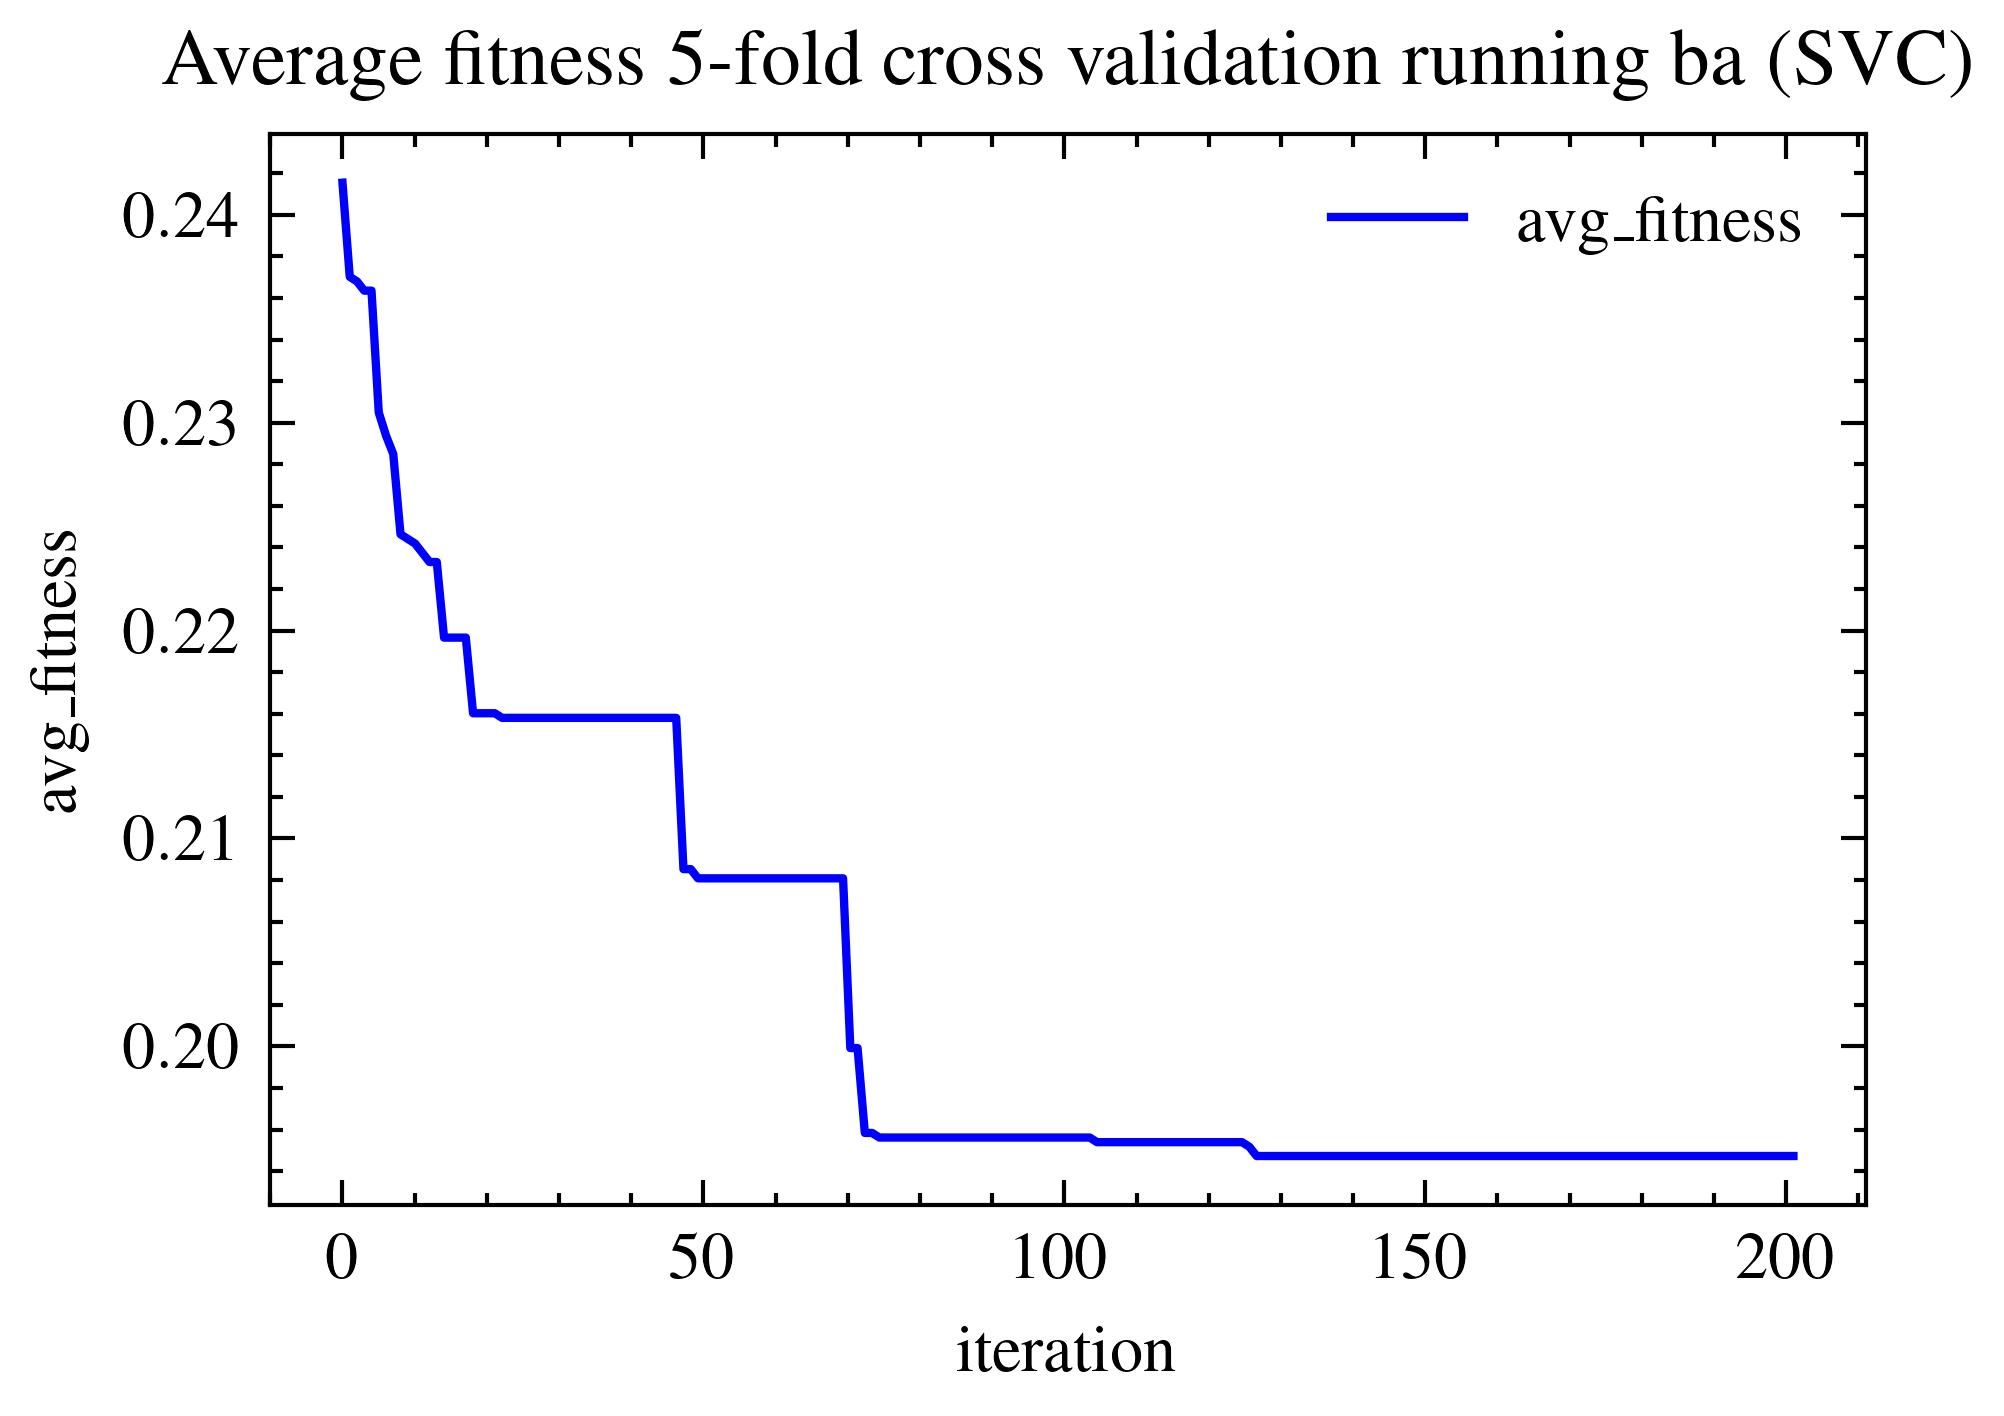 Average fitness 5-fold cross validation running ba (SVC)
avg_fitness
0.24
0.23
0.22
0.21
0.20
avg_fitness
0 50 100 150 200
iteration